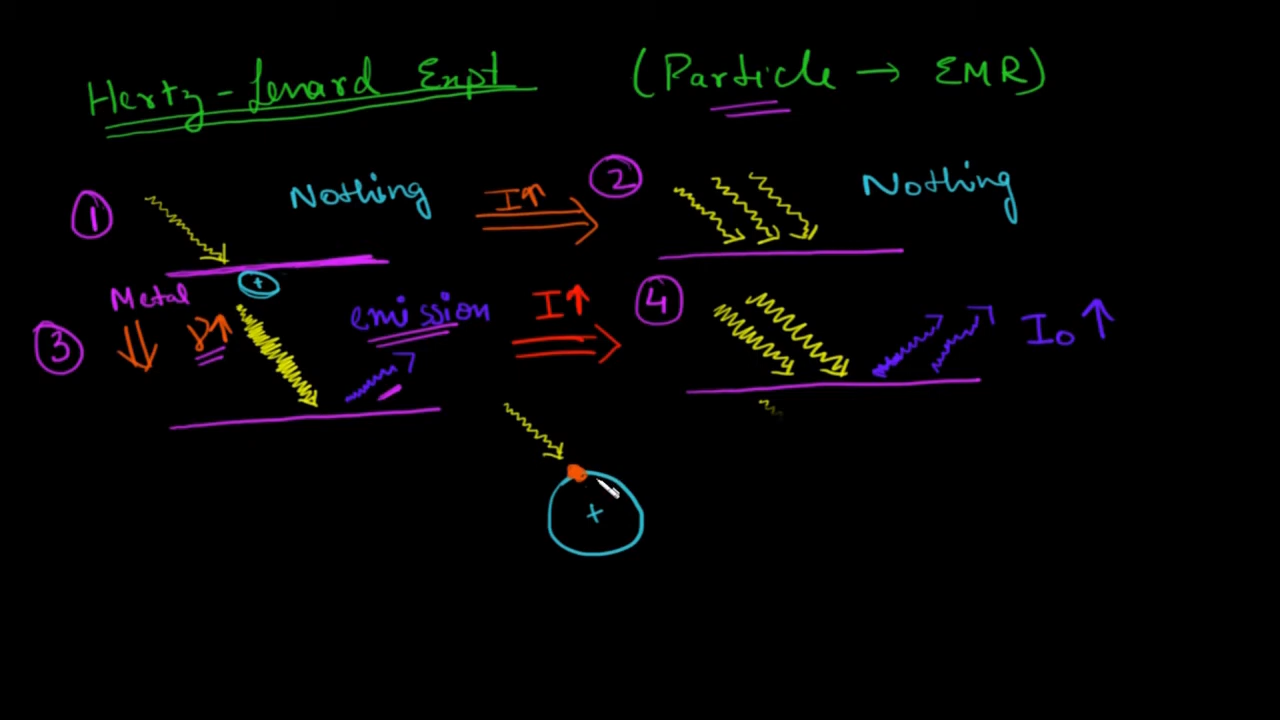 Hertz - Lenard Expt (Particle → EMR)
① Nothing I↑ ② Nothing
+
Metal
③ ν↑ emission I↑ ④ I₀ ↑
+